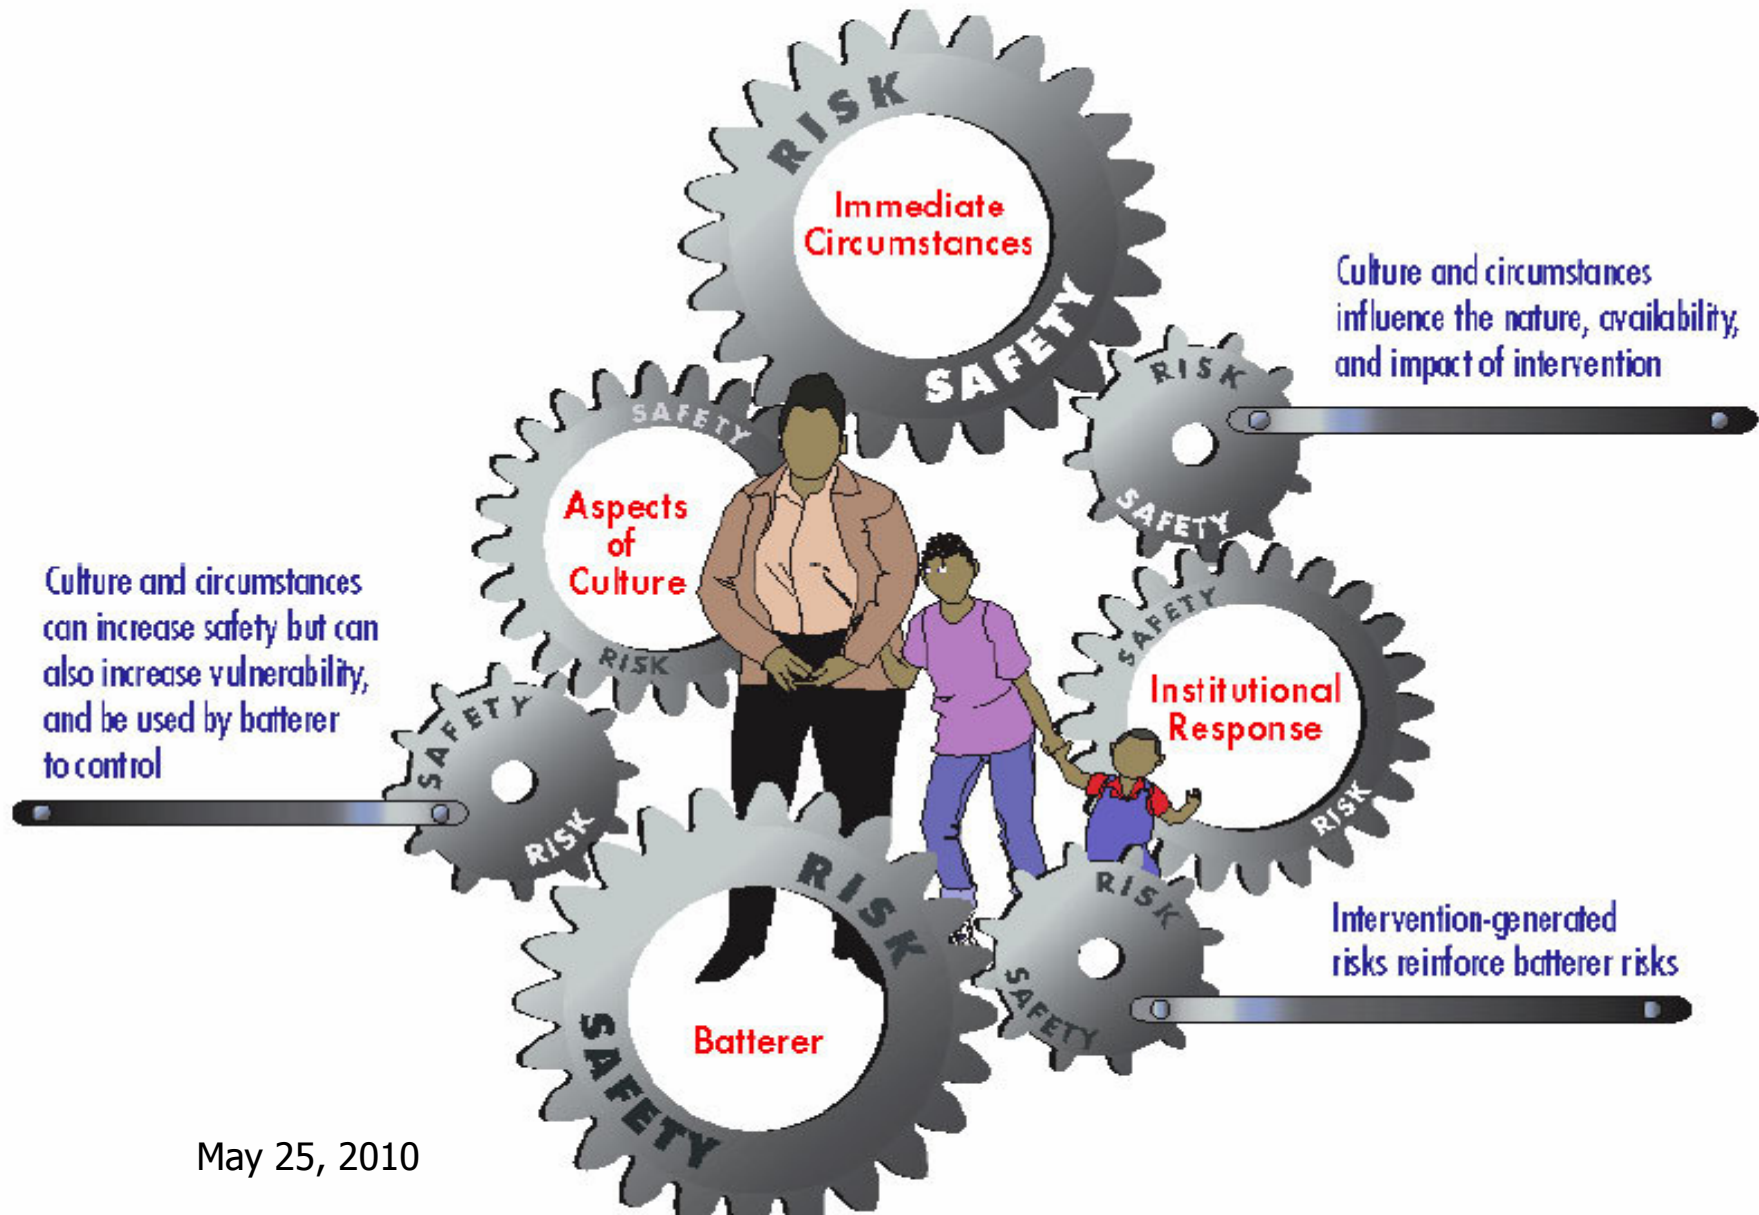 RISK
Immediate
Circumstances
SAFETY
Culture and circumstances
influence the nature, availability,
and impact of intervention
RISK
SAFETY
SAFETY
Aspects
of
Culture
RISK
Culture and circumstances
can increase safety but can
also increase vulnerability,
and be used by batterer
to control
SAFETY
RISK
SAFETY
Institutional
Response
RISK
RISK
SAFETY
Intervention-generated
risks reinforce batterer risks
RISK
Batterer
SAFETY
May 25, 2010